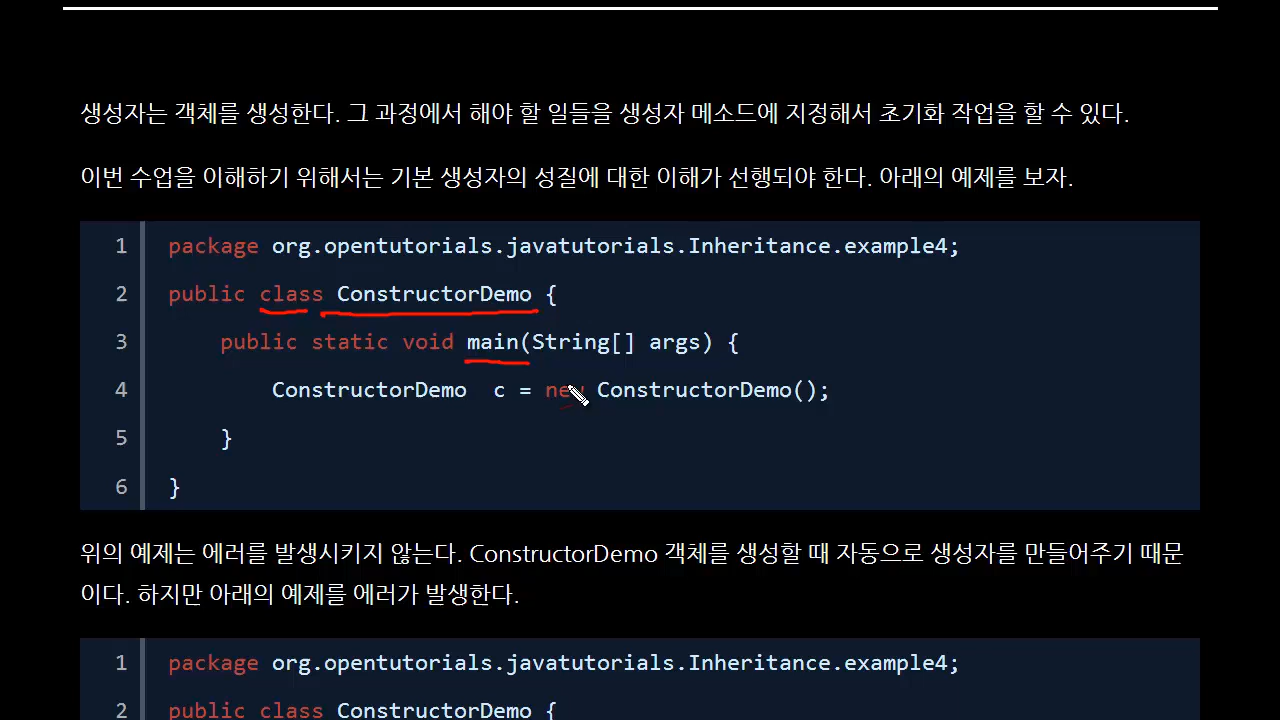 생성자는 객체를 생성한다. 그 과정에서 해야 할 일들을 생성자 메소드에 지정해서 초기화 작업을 할 수 있다.
이번 수업을 이해하기 위해서는 기본 생성자의 성질에 대한 이해가 선행되야 한다. 아래의 예제를 보자.
1 package org.opentutorials.javatutorials.Inheritance.example4;
2 public class ConstructorDemo {
3 public static void main(String[] args) {
4 ConstructorDemo c = new ConstructorDemo();
5 }
6 }
위의 예제는 에러를 발생시키지 않는다. ConstructorDemo 객체를 생성할 때 자동으로 생성자를 만들어주기 때문
이다. 하지만 아래의 예제를 에러가 발생한다.
1 package org.opentutorials.javatutorials.Inheritance.example4;
2 public class ConstructorDemo {